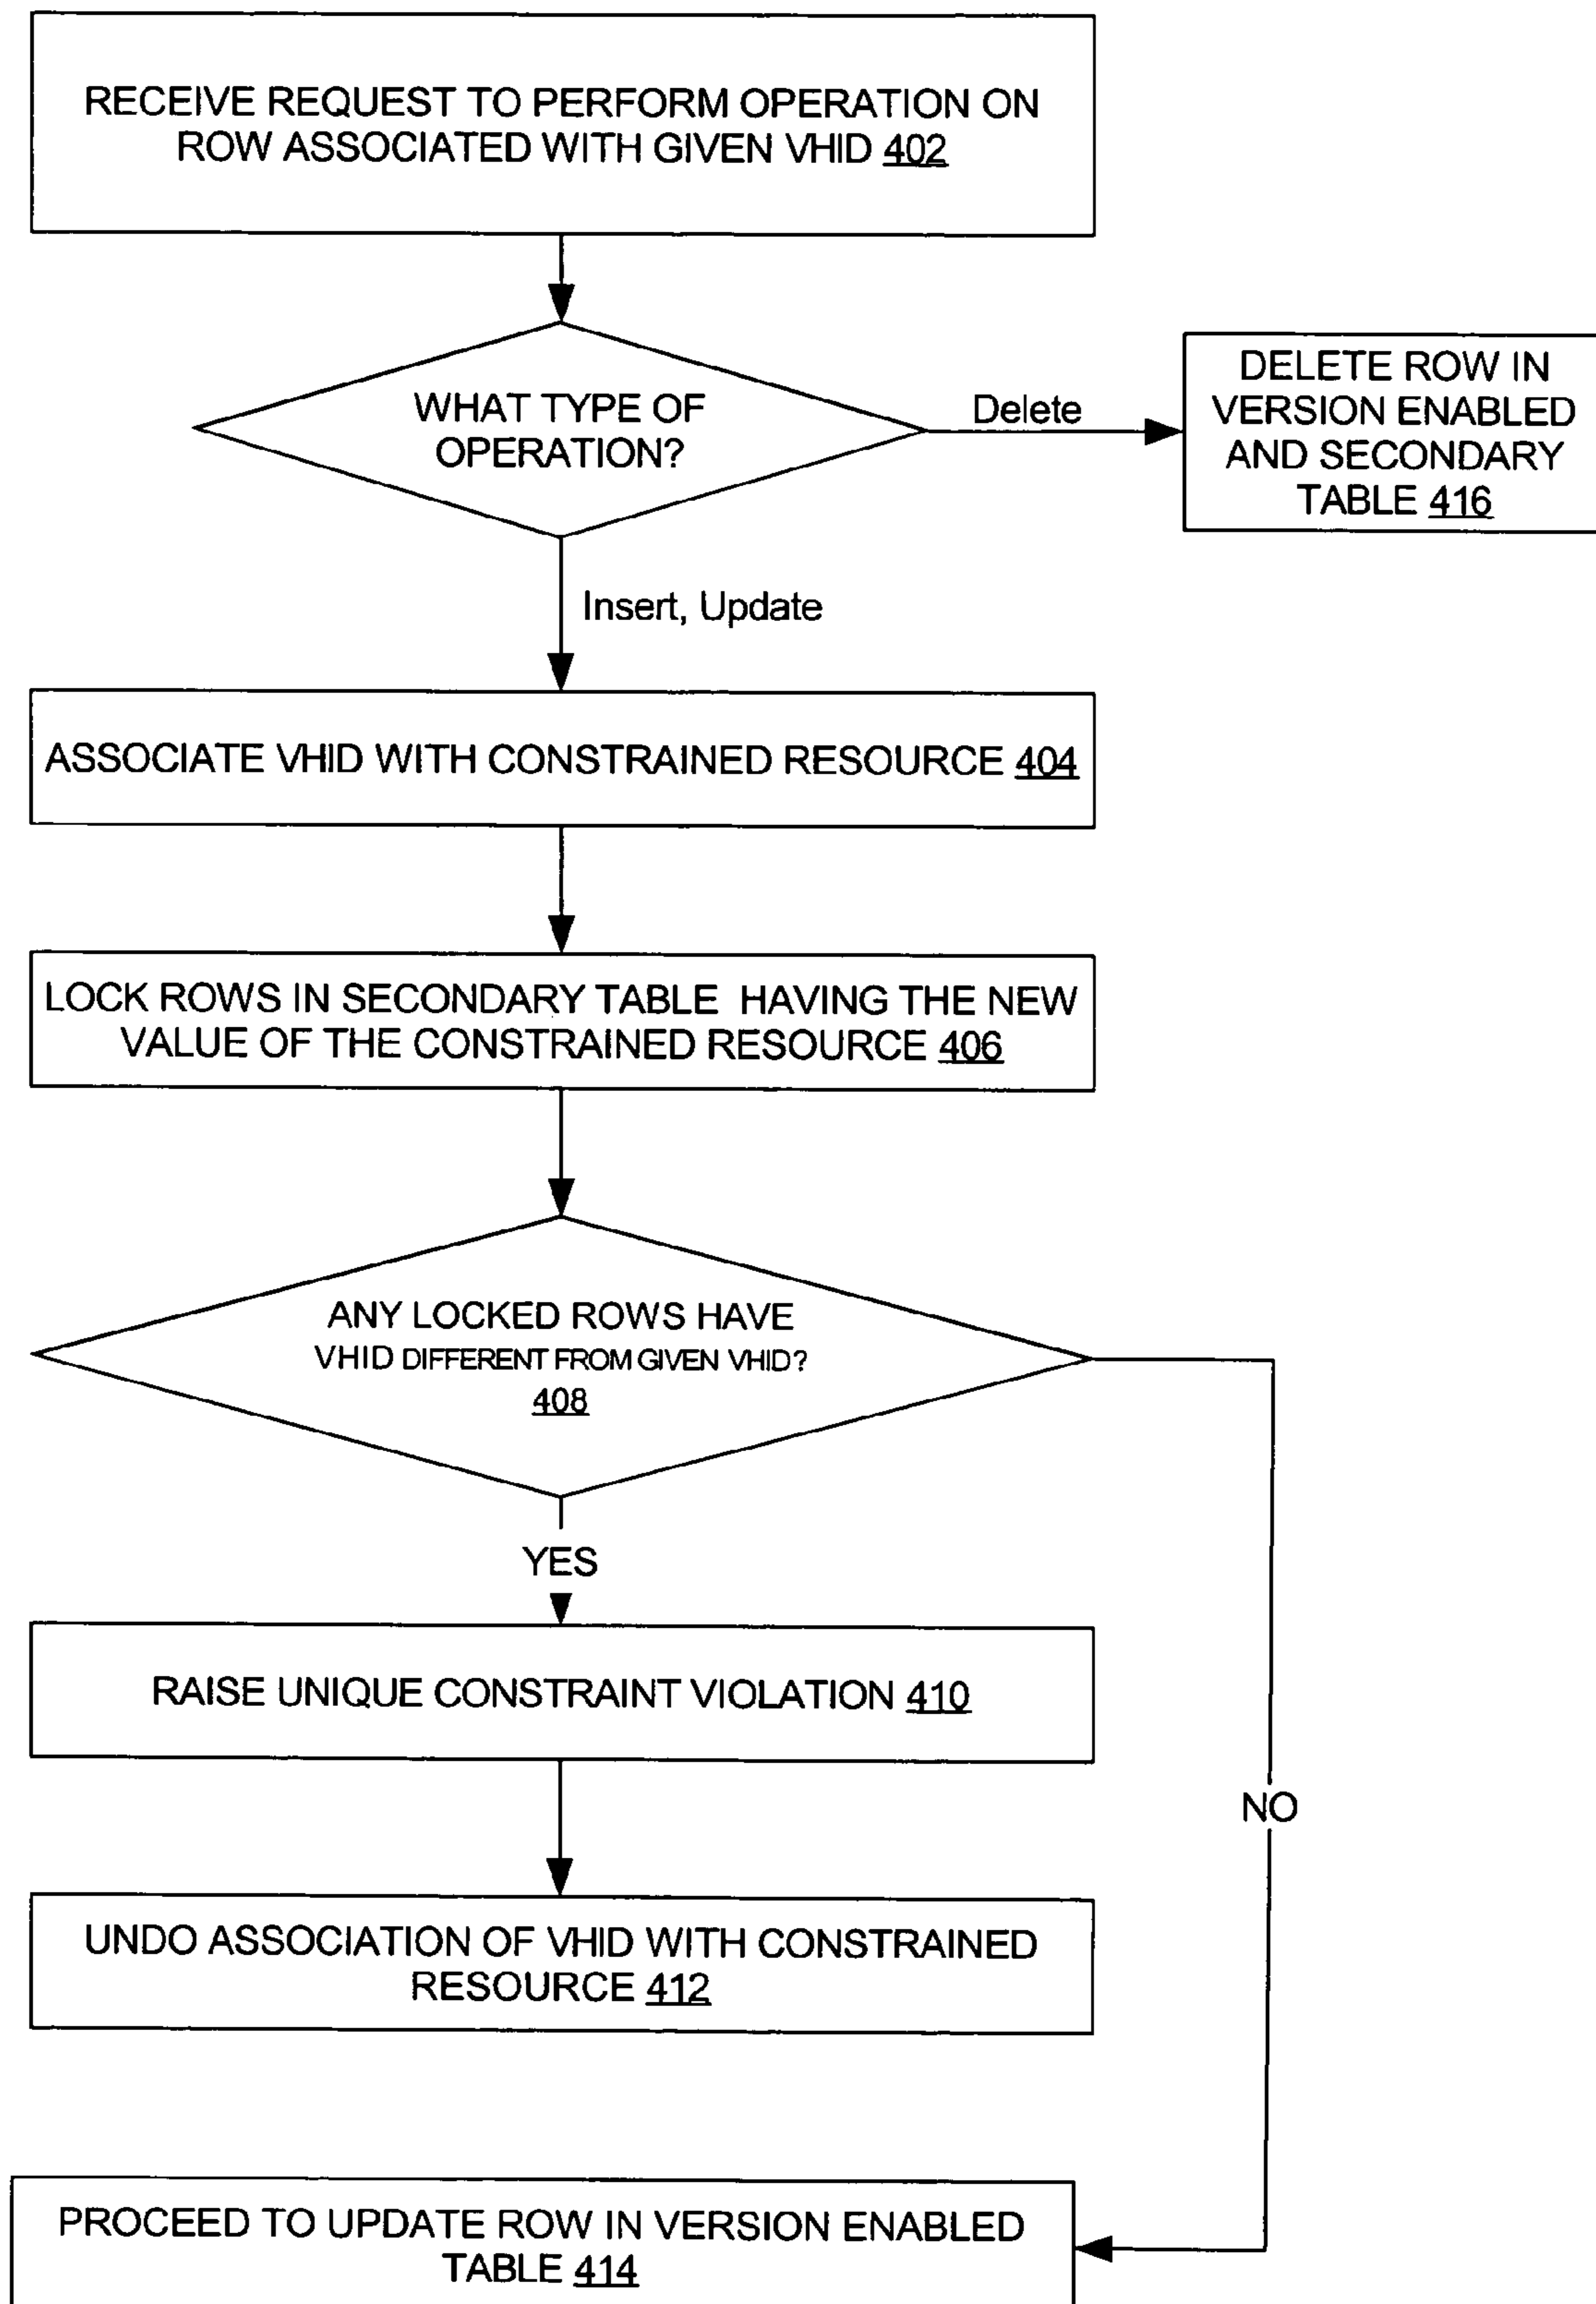 RECEIVE REQUEST TO PERFORM OPERATION ON
ROW ASSOCIATED WITH GIVEN VHID 402
WHAT TYPE OF
OPERATION?
Delete
DELETE ROW IN
VERSION ENABLED
AND SECONDARY
TABLE 416
Insert, Update
ASSOCIATE VHID WITH CONSTRAINED RESOURCE 404
LOCK ROWS IN SECONDARY TABLE HAVING THE NEW
VALUE OF THE CONSTRAINED RESOURCE 406
ANY LOCKED ROWS HAVE
VHID DIFFERENT FROM GIVEN VHID?
408
YES
RAISE UNIQUE CONSTRAINT VIOLATION 410
NO
UNDO ASSOCIATION OF VHID WITH CONSTRAINED
RESOURCE 412
PROCEED TO UPDATE ROW IN VERSION ENABLED
TABLE 414